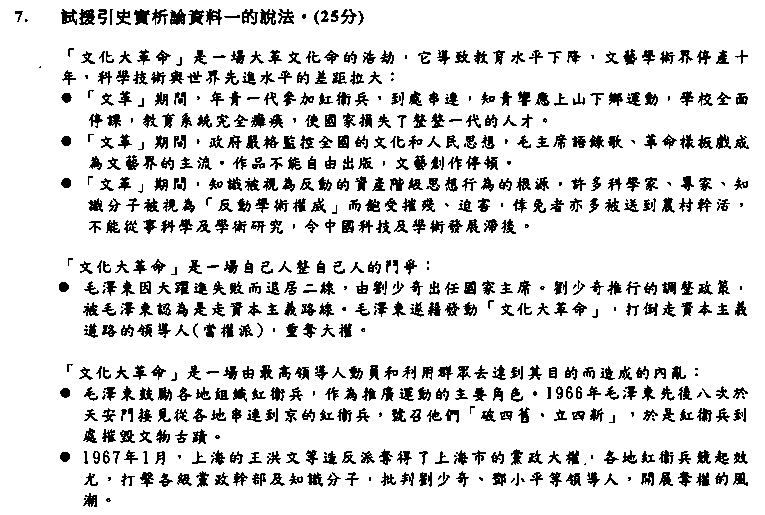 7. 試援引史實析論資料一的說法。(25分)
「文化大革命」是一場大革文化命的浩劫，它導致教育水平下降，文藝學術界停產十
年，科學技術與世界先進水平的差距拉大：
●「文革」期間，年青一代參加紅衛兵，到處串連，知青響應上山下鄉運動，學校全面
停課，教育系統完全癱瘓，使國家損失了整整一代的人才。
●「文革」期間，政府嚴格監控全國的文化和人民思想，毛主席語錄歌、革命樣板戲成
為文藝界的主流。作品不能自由出版，文藝創作停頓。
●「文革」期間，知識被視為反動的資產階級思想行為的根源，許多科學家、專家、知
識分子被視為「反動學術權威」而飽受摧殘、迫害，倖免者亦多被送到農村幹活，
不能從事科學及學術研究，令中國科技及學術發展滯後。
「文化大革命」是一場自己人整自己人的鬥爭：
● 毛澤東因大躍進失敗而退居二線，由劉少奇出任國家主席。劉少奇推行的調整政策，
被毛澤東認為是走資本主義路線。毛澤東遂藉發動「文化大革命」，打倒走資本主義
道路的領導人(當權派)，重奪大權。
「文化大革命」是一場由最高領導人動員和利用群眾去達到其目的而造成的內亂：
● 毛澤東鼓勵各地組織紅衛兵，作為推廣運動的主要角色。1966年毛澤東先後八次於
天安門接見從各地串連到京的紅衛兵，號召他們「破四舊、立四新」，於是紅衛兵到
處摧毀文物古蹟。
● 1967年1月，上海的王洪文等造反派奪得了上海市的黨政大權，各地紅衛兵競起效
尤，打擊各級黨政幹部及知識分子，批判劉少奇、鄧小平等領導人，開展奪權的風
潮。